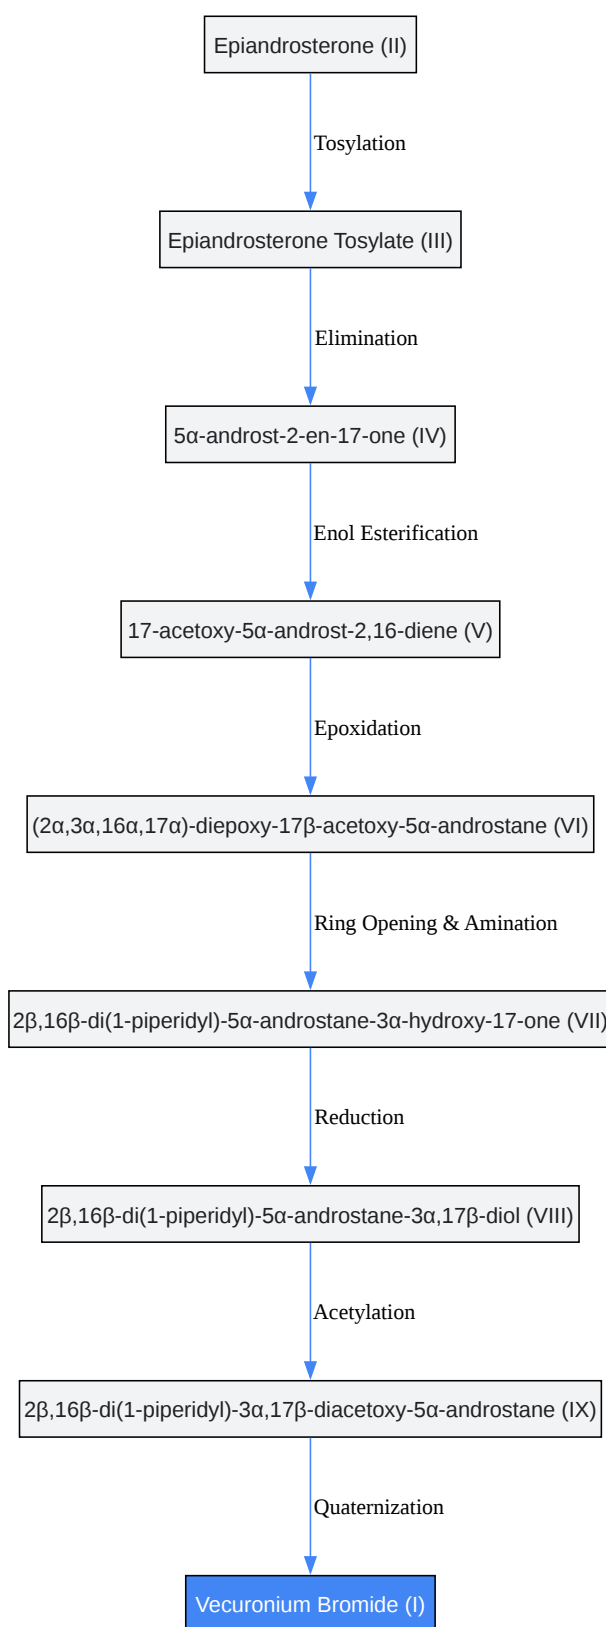 Epiandrosterone (II)
Tosylation
Epiandrosterone Tosylate (III)
Elimination
5α-androst-2-en-17-one (IV)
Enol Esterification
17-acetoxy-5α-androst-2,16-diene (V)
Epoxidation
(2α,3α,16α,17α)-diepoxy-17β-acetoxy-5α-androstane (VI)
Ring Opening & Amination
2β,16β-di(1-piperidyl)-5α-androstane-3α-hydroxy-17-one (VII)
Reduction
2β,16β-di(1-piperidyl)-5α-androstane-3α,17β-diol (VIII)
Acetylation
2β,16β-di(1-piperidyl)-3α,17β-diacetoxy-5α-androstane (IX)
Quaternization
Vecuronium Bromide (I)